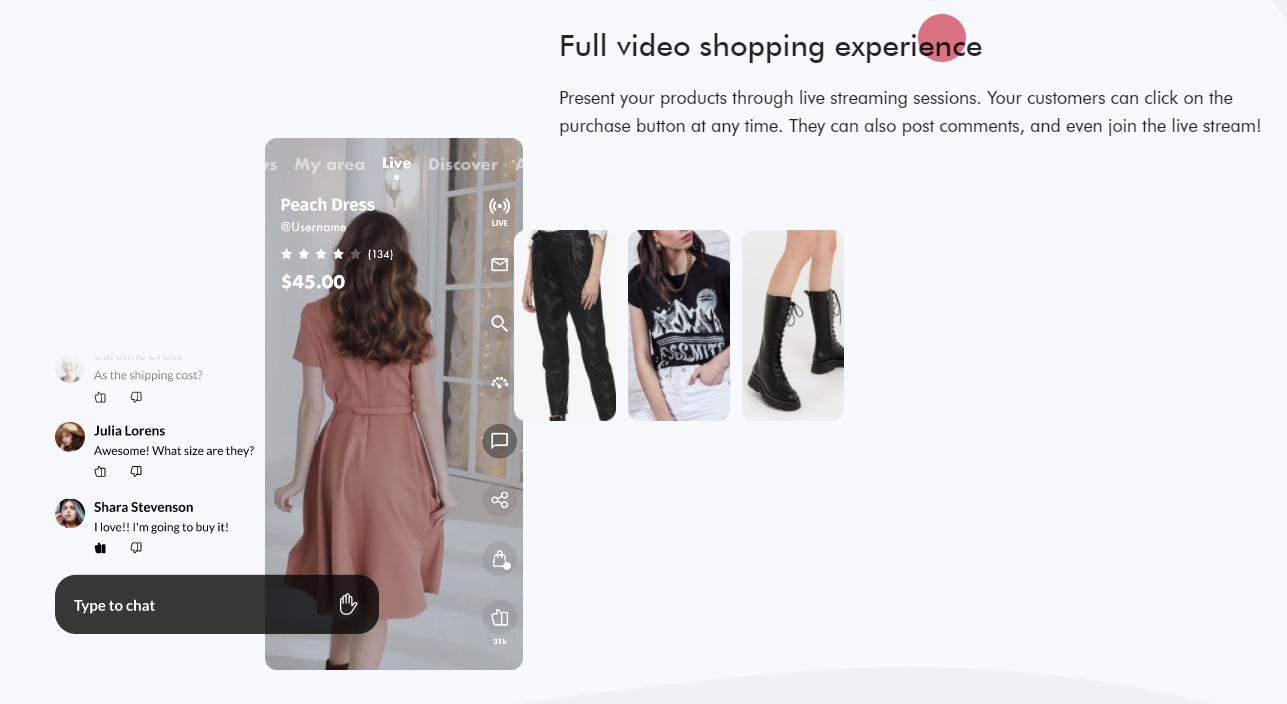 Full video shopping experience
Present your products through live streaming sessions. Your customers can click on the
purchase button at any time. They can also post comments, and even join the live stream!
My area Live Discover
Peach Dress
@Username
(134)
$45.00
LIVE
Caroline Cross
As the shipping cost?
Julia Lorens
Awesome! What size are they?
Shara Stevenson
I love!! I'm going to buy it!
Type to chat
21k